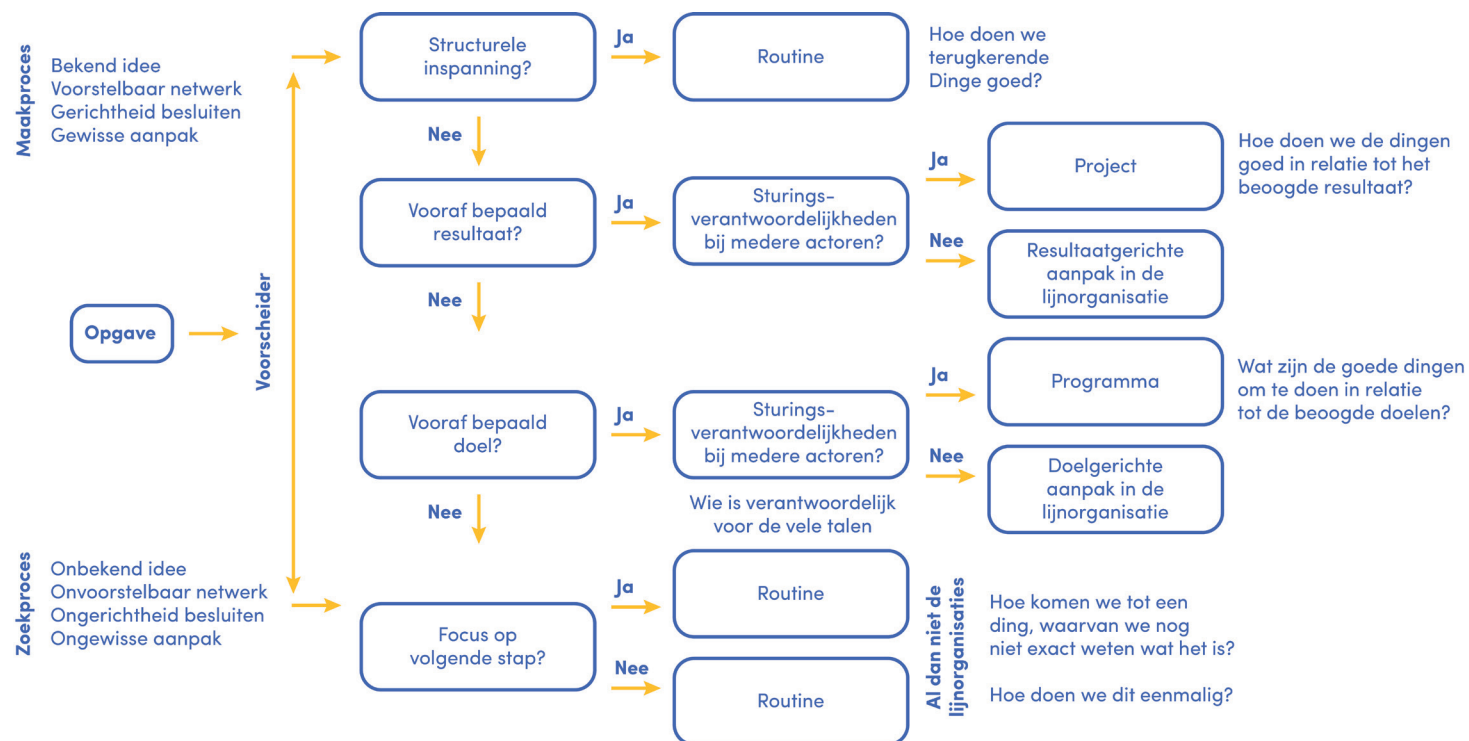 Maakproces
Bekend idee
Voorstelbaar netwerk
Gerichtheid besluiten
Gewisse aanpak
Structurele
inspanning?
Ja
Routine
Hoe doen we
terugkerende
Dinge goed?
Nee
Vooraf bepaald
resultaat?
Ja
Sturings-
verantwoordelijkheden
bij medere actoren?
Ja
Project
Hoe doen we de dingen
goed in relatie tot het
beoogde resultaat?
Nee
Resultaatgerichte
aanpak in de
lijnorganisatie
Nee
Opgave
Voorscheider
Vooraf bepaald
doel?
Ja
Sturings-
verantwoordelijkheden
bij medere actoren?
Ja
Programma
Wat zijn de goede dingen
om te doen in relatie
tot de beoogde doelen?
Nee
Doelgerichte
aanpak in de
lijnorganisatie
Wie is verantwoordelijk
voor de vele talen
Nee
Zoekproces
Onbekend idee
Onvoorstelbaar netwerk
Ongerichtheid besluiten
Ongewisse aanpak
Focus op
volgende stap?
Ja
Routine
Nee
Routine
Al dan niet de
lijnorganisaties
Hoe komen we tot een
ding, waarvan we nog
niet exact weten wat het is?
Hoe doen we dit eenmalig?